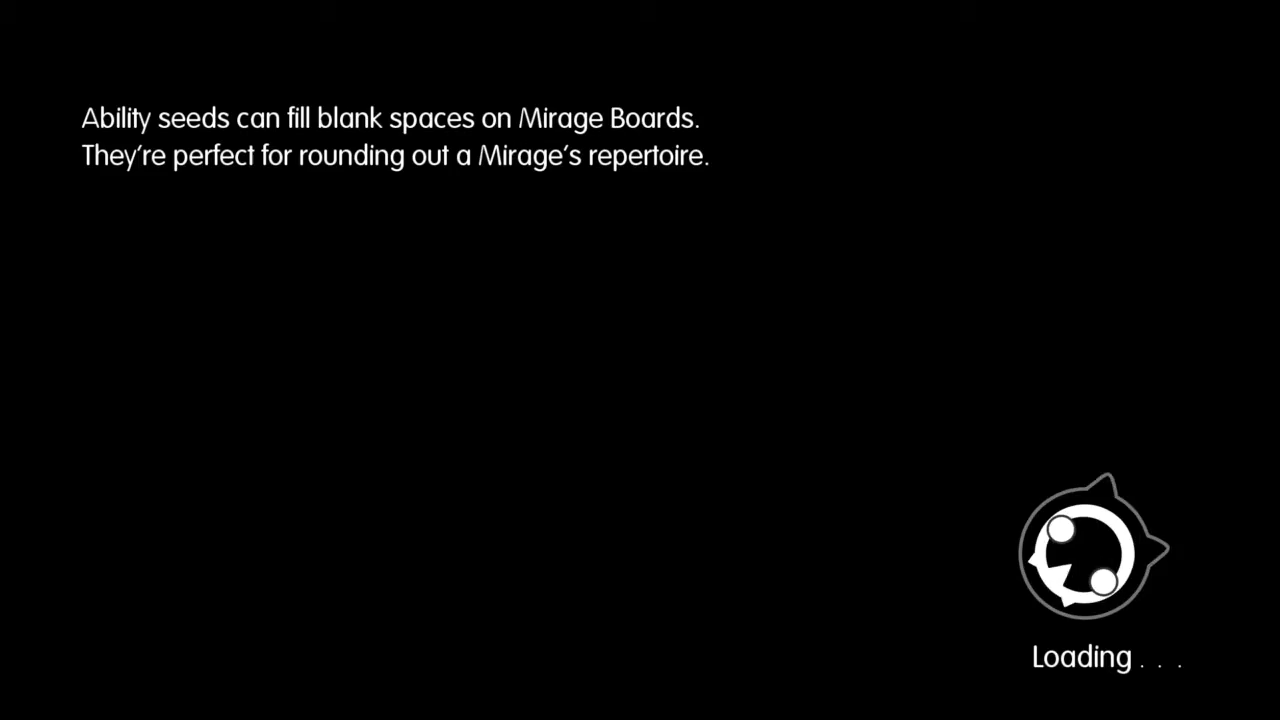 Ability seeds can fill blank spaces on Mirage Boards.
They're perfect for rounding out a Mirage's repertoire.
Loading . . .